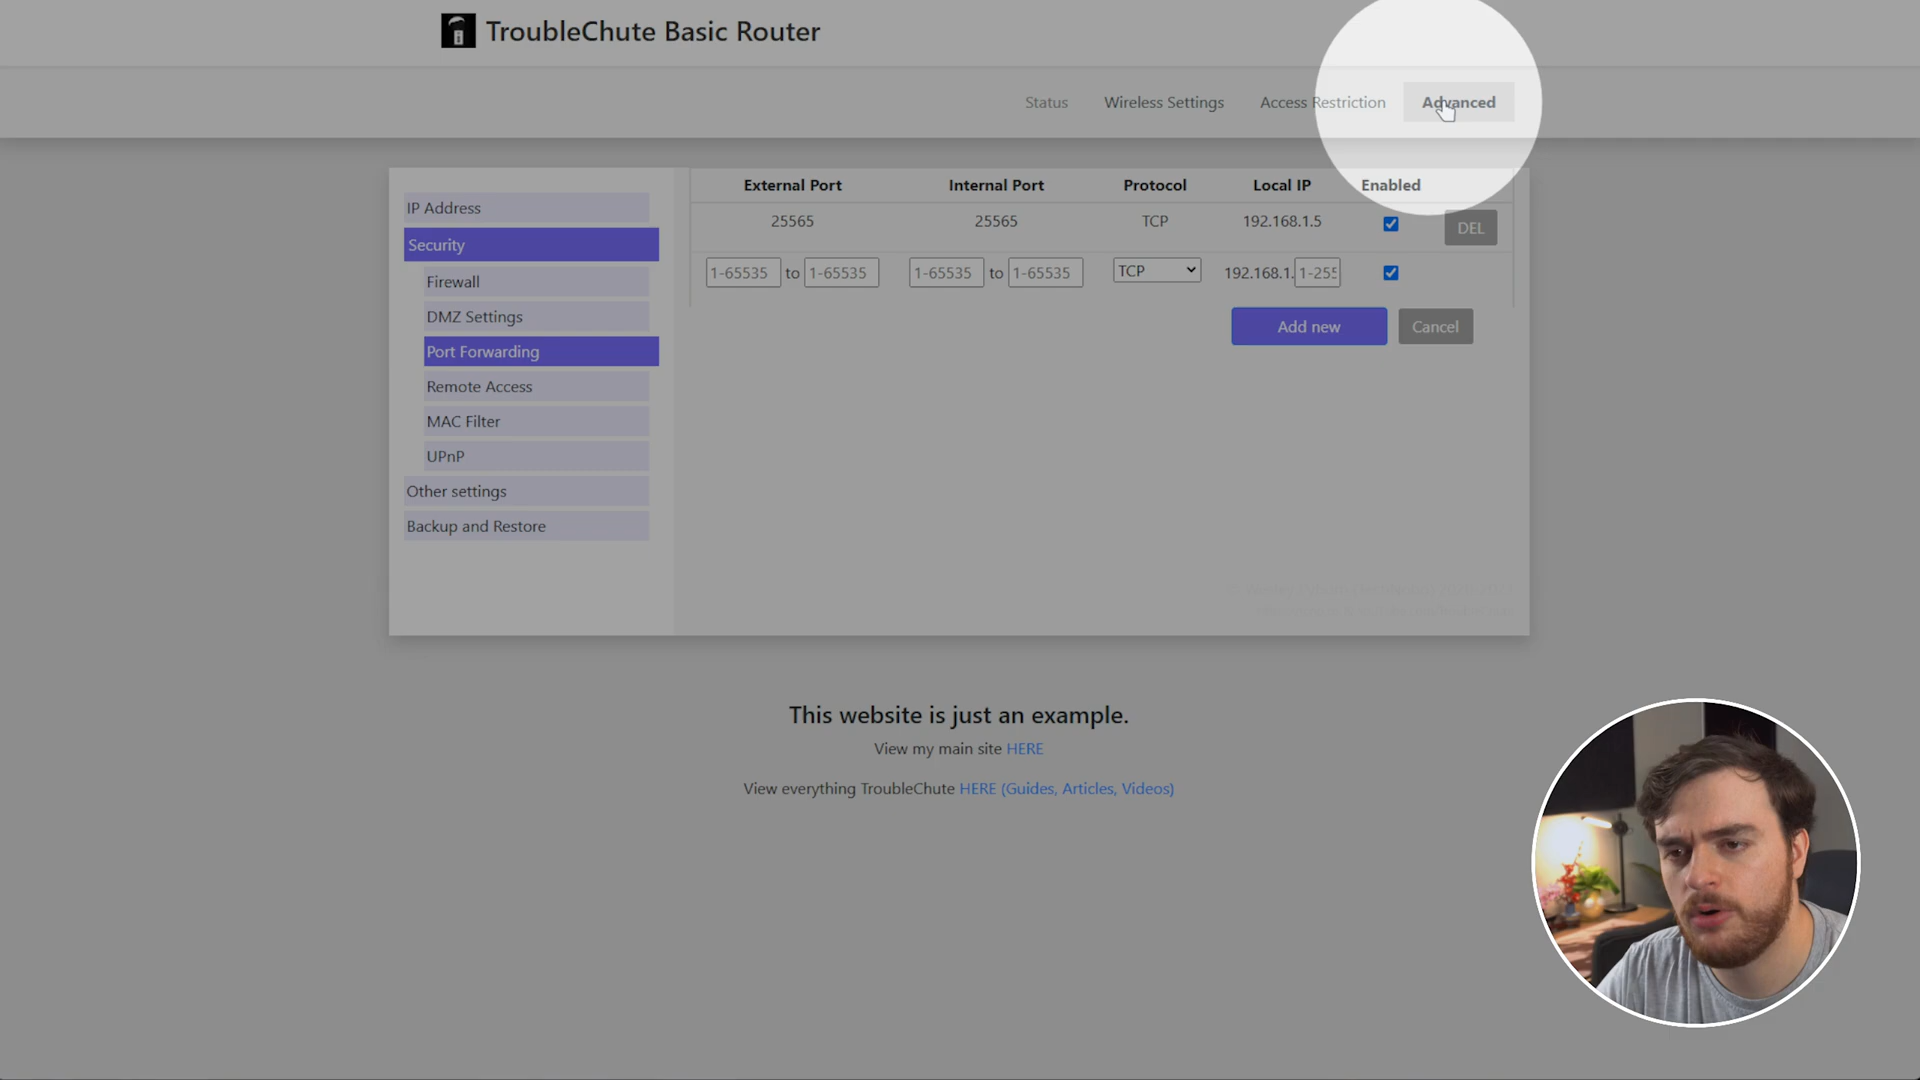 TroubleChute Basic Router
Status Wireless Settings Access Restriction Advanced
IP Address
Security
Firewall
DMZ Settings
Port Forwarding
Remote Access
MAC Filter
UPnP
Other settings
Backup and Restore
External Port Internal Port Protocol Local IP Enabled
25565 25565 TCP 192.168.1.5 DEL
1-65535 to 1-65535 1-65535 to 1-65535 TCP 192.168.1. 1-255
Add new Cancel
This website is just an example.
View my main site HERE
View everything TroubleChute HERE (Guides, Articles, Videos)